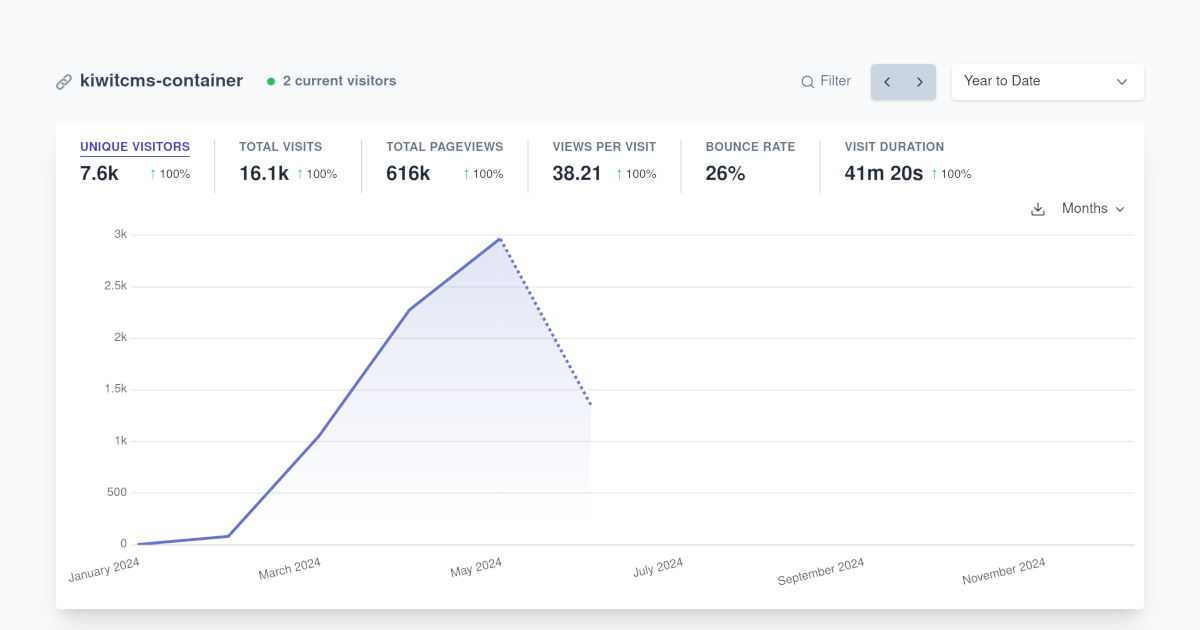 kiwitcms-container
2 current visitors
Filter
Year to Date
UNIQUE VISITORS
7.6k ↑ 100%
TOTAL VISITS
16.1k ↑ 100%
TOTAL PAGEVIEWS
616k ↑ 100%
VIEWS PER VISIT
38.21 ↑ 100%
BOUNCE RATE
26%
VISIT DURATION
41m 20s ↑ 100%
Months
3k
2.5k
2k
1.5k
1k
500
0
January 2024
March 2024
May 2024
July 2024
September 2024
November 2024